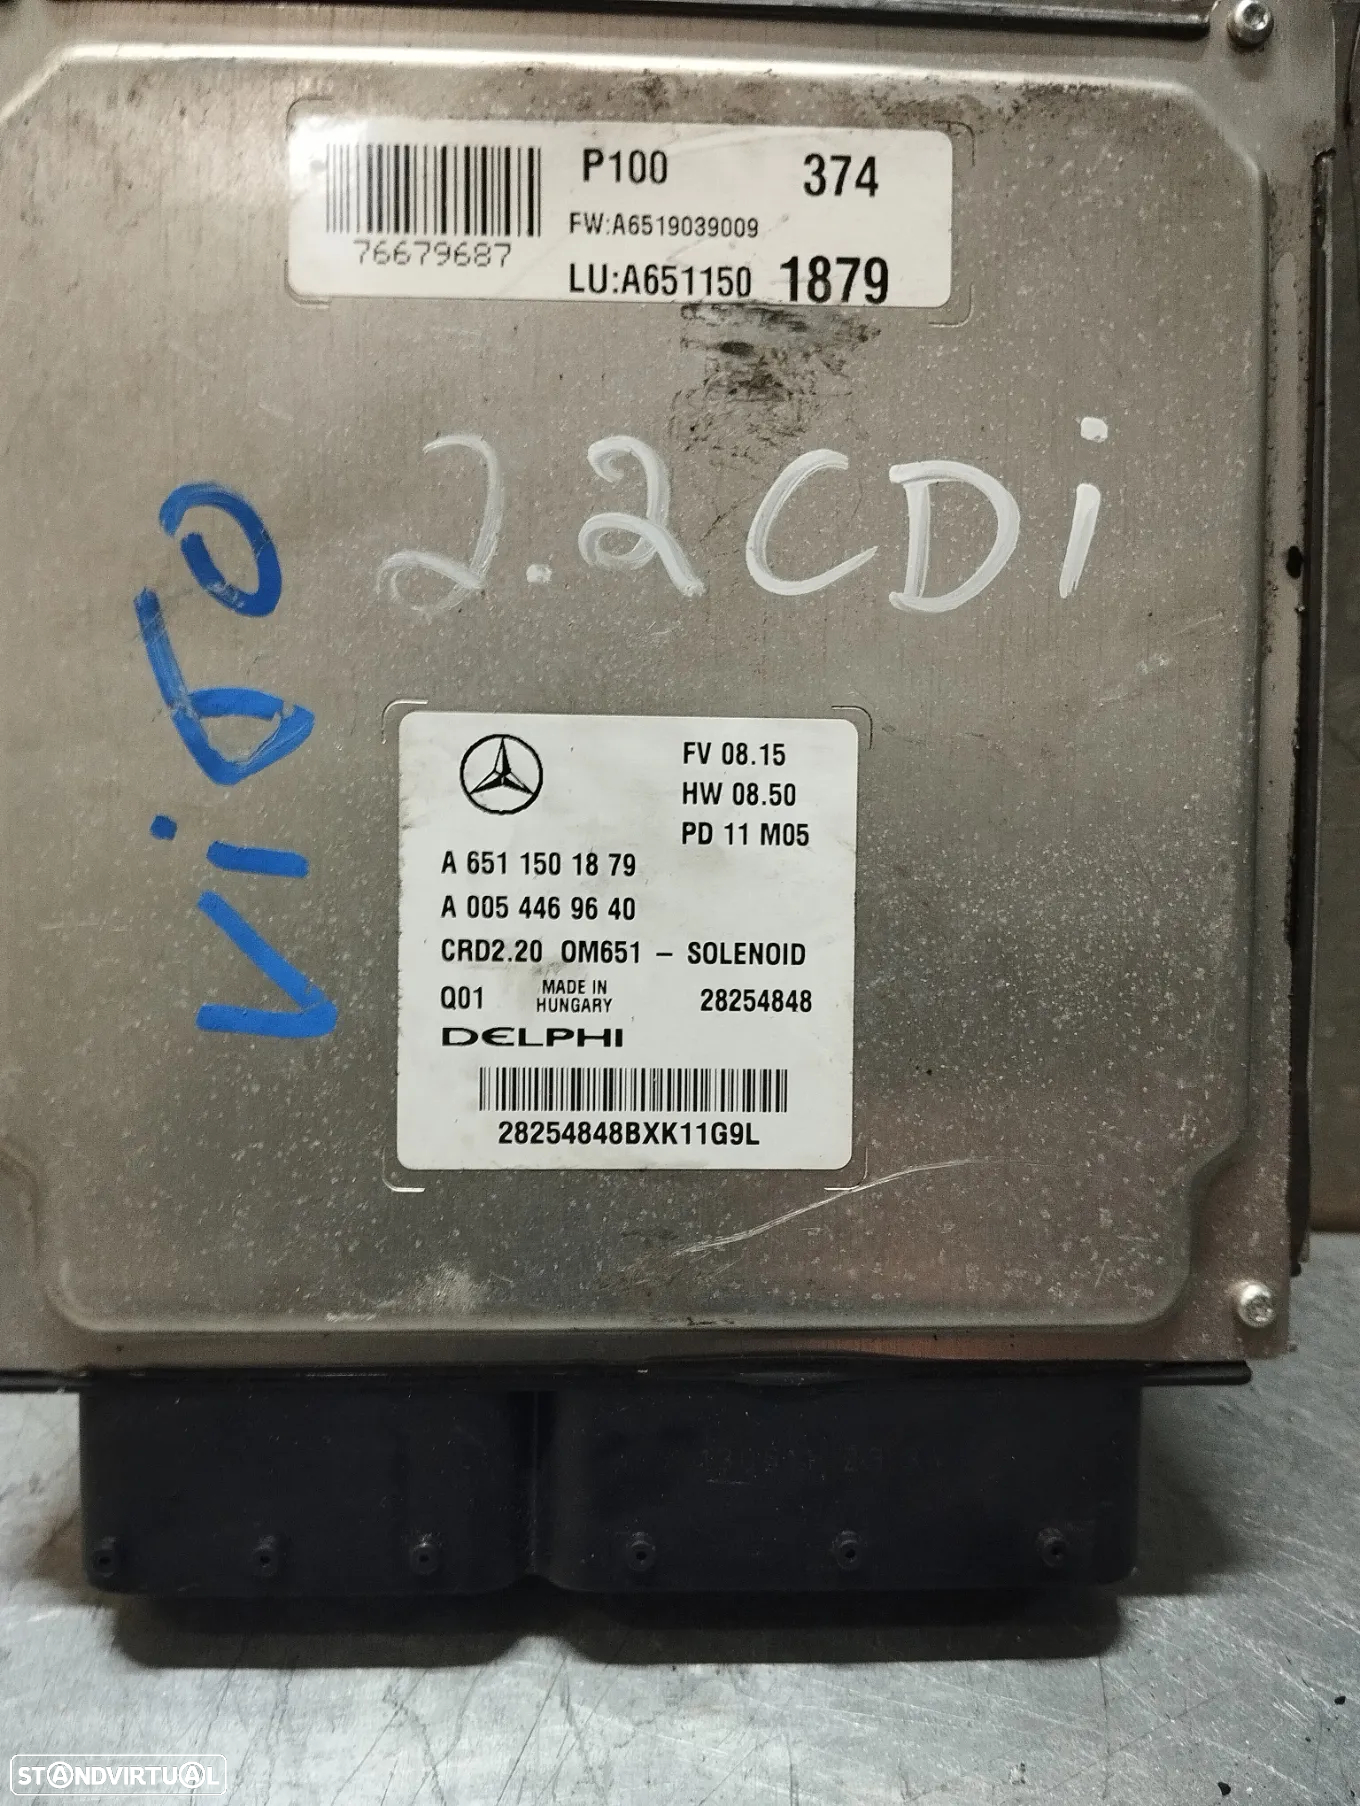 P100 374
FW:A6519039009
76679687
LU:A651150 1879
2.2CDi
Vi60
FV 08.15
HW 08.50
PD 11 M05
A 651 150 18 79
A 005 446 96 40
CRD2.20 OM651 – SOLENOID
Q01 MADE IN HUNGARY 28254848
DELPHI
28254848BXK11G9L
STANDVIRTUAL